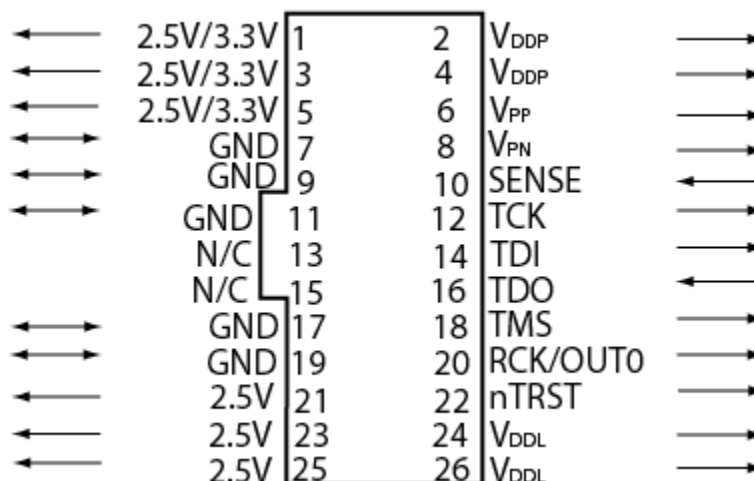 2.5V/3.3V 1 2 VDDP
2.5V/3.3V 3 4 VDDP
2.5V/3.3V 5 6 VPP
GND 7 8 VPN
GND 9 10 SENSE
GND 11 12 TCK
N/C 13 14 TDI
N/C 15 16 TDO
GND 17 18 TMS
GND 19 20 RCK/OUT0
2.5V 21 22 nTRST
2.5V 23 24 VDDL
2.5V 25 26 VDDL